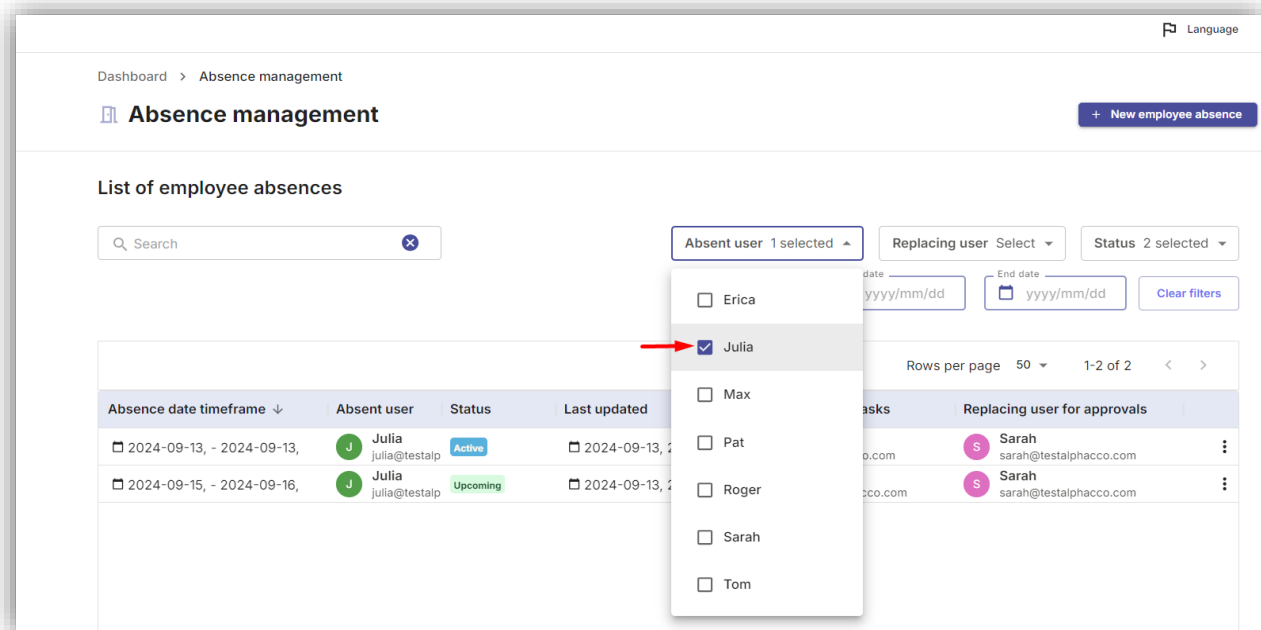 Language
Dashboard > Absence management
Absence management
+ New employee absence
List of employee absences
Search
Absent user 1 selected
Replacing user Select
Status 2 selected
date
yyyy/mm/dd
End date
yyyy/mm/dd
Clear filters
Erica
Julia
Max
Pat
Roger
Sarah
Tom
Rows per page 50
1-2 of 2
Absence date timeframe Absent user Status Last updated asks Replacing user for approvals
2024-09-13, - 2024-09-13, J Julia julia@testalp Active 2024-09-13, 2 o.com S Sarah sarah@testalphacco.com
2024-09-15, - 2024-09-16, J Julia julia@testalp Upcoming 2024-09-13, 2 cco.com S Sarah sarah@testalphacco.com